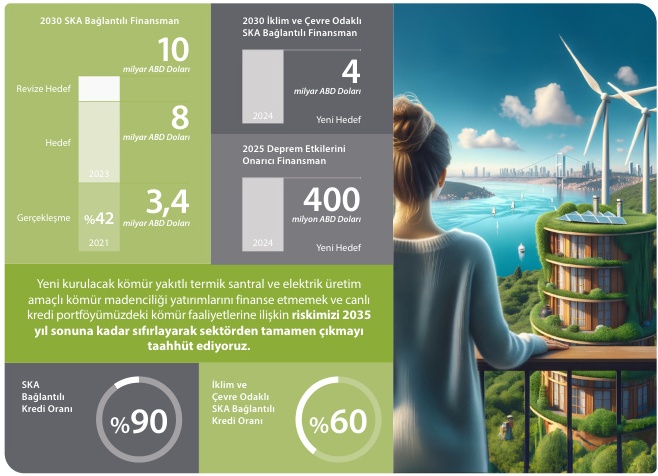 2030 SKA Bağlantılı Finansman
10
milyar ABD Doları
Revize Hedef
8
milyar ABD Doları
Hedef
2023
3,4
milyar ABD Doları
Gerçekleşme
%42
2021
2030 İklim ve Çevre Odaklı
SKA Bağlantılı Finansman
4
milyar ABD Doları
2024
Yeni Hedef
2025 Deprem Etkilerini
Onarıcı Finansman
400
milyon ABD Doları
2024
Yeni Hedef
Yeni kurulacak kömür yakıtlı termik santral ve elektrik üretim
amaçlı kömür madenciliği yatırımlarını finanse etmemek ve canlı
kredi portföyümüzdeki kömür faaliyetlerine ilişkin riskimizi 2035
yıl sonuna kadar sıfırlayarak sektörden tamamen çıkmayı
taahhüt ediyoruz.
SKA
Bağlantılı
Kredi Oranı
%90
İklim ve
Çevre Odaklı
SKA Bağlantılı
Kredi Oranı
%60